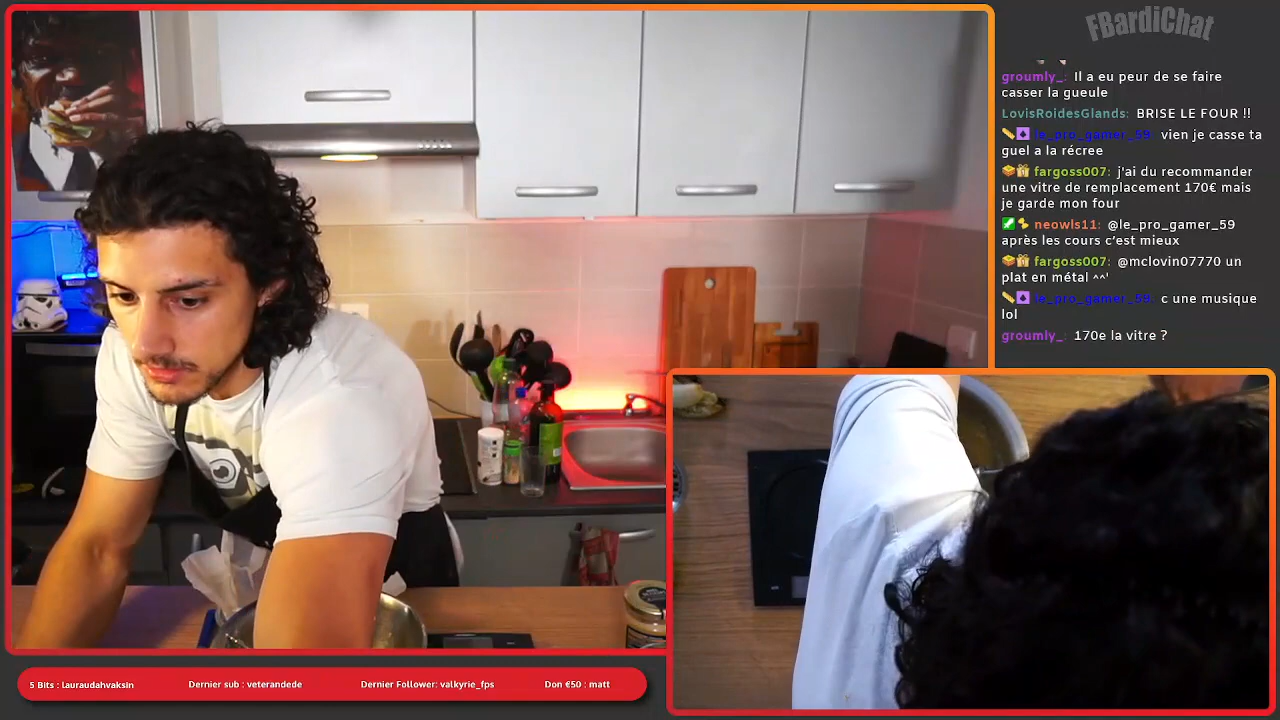 FBardiChat
groumly_: Il a eu peur de se faire
casser la gueule
LovisRoidesGlands: BRISE LE FOUR !!
le_pro_gamer_59: vien je casse ta
guel a la récree
fargoss007: j'ai du recommander
une vitre de remplacement 170€ mais
je garde mon four
neowls11: @le_pro_gamer_59
après les cours c'est mieux
fargoss007: @mclovin07770 un
plat en métal ^^'
le_pro_gamer_59: c une musique
lol
groumly_: 170e la vitre ?
5 Bits : lauraudahvaksin
Dernier sub : veterandede
Dernier Follower: valkyrie_fps
Don €50 : matt